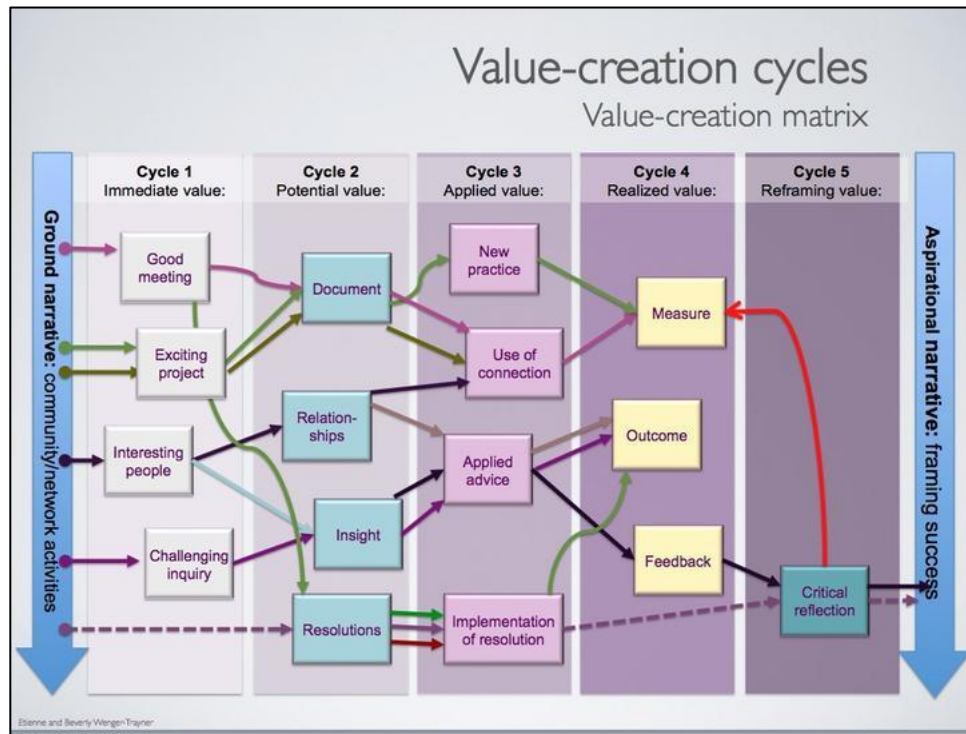 Value-creation cycles
Value-creation matrix
Ground narrative: community/network activities
Cycle 1
Immediate value:
Good
meeting
Exciting
project
Interesting
people
Challenging
inquiry
Cycle 2
Potential value:
Document
Relation-
ships
Insight
Resolutions
Cycle 3
Applied value:
New
practice
Use of
connection
Applied
advice
Implementation
of resolution
Cycle 4
Realized value:
Measure
Outcome
Feedback
Cycle 5
Reframing value:
Critical
reflection
Aspirational narrative: framing success
Etienne and Beverly Wenger-Trayner